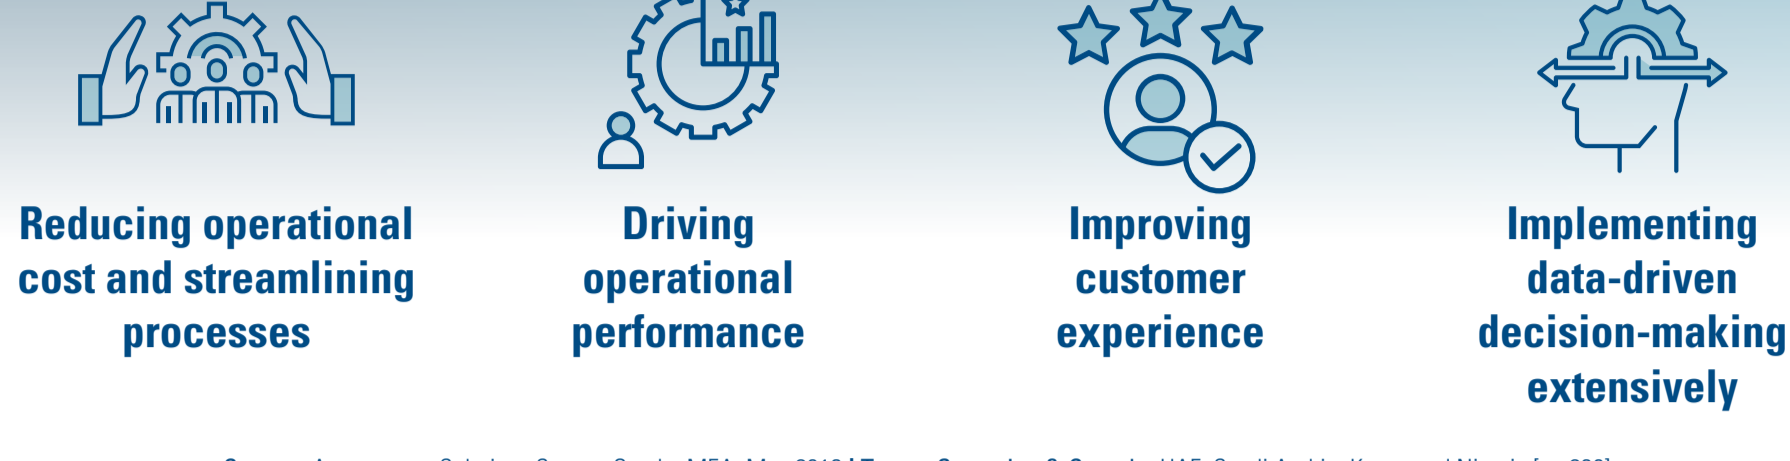 Reducing operational
cost and streamlining
processes
Driving
operational
performance
Improving
customer
experience
Implementing
data-driven
decision-making
extensively